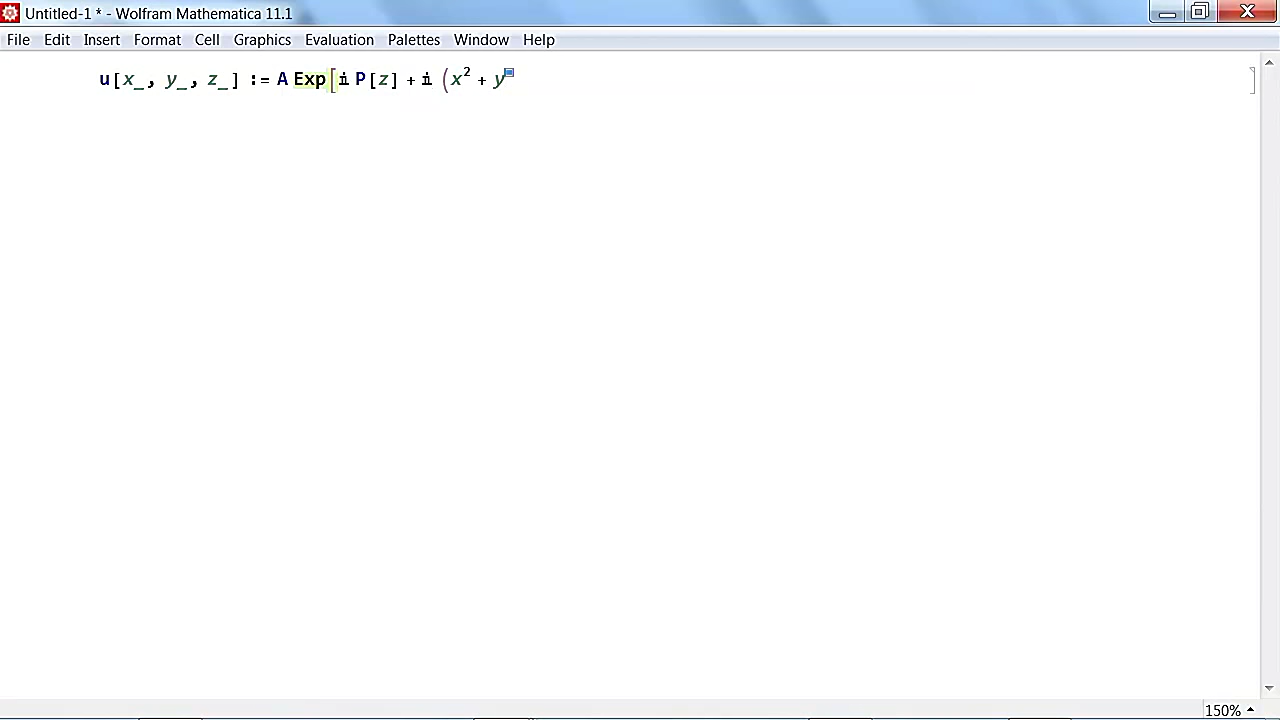 Untitled-1 * - Wolfram Mathematica 11.1
File Edit Insert Format Cell Graphics Evaluation Palettes Window Help
u[x_, y_, z_] := A Exp[ⅈ P[z] + ⅈ (x² + y
150%